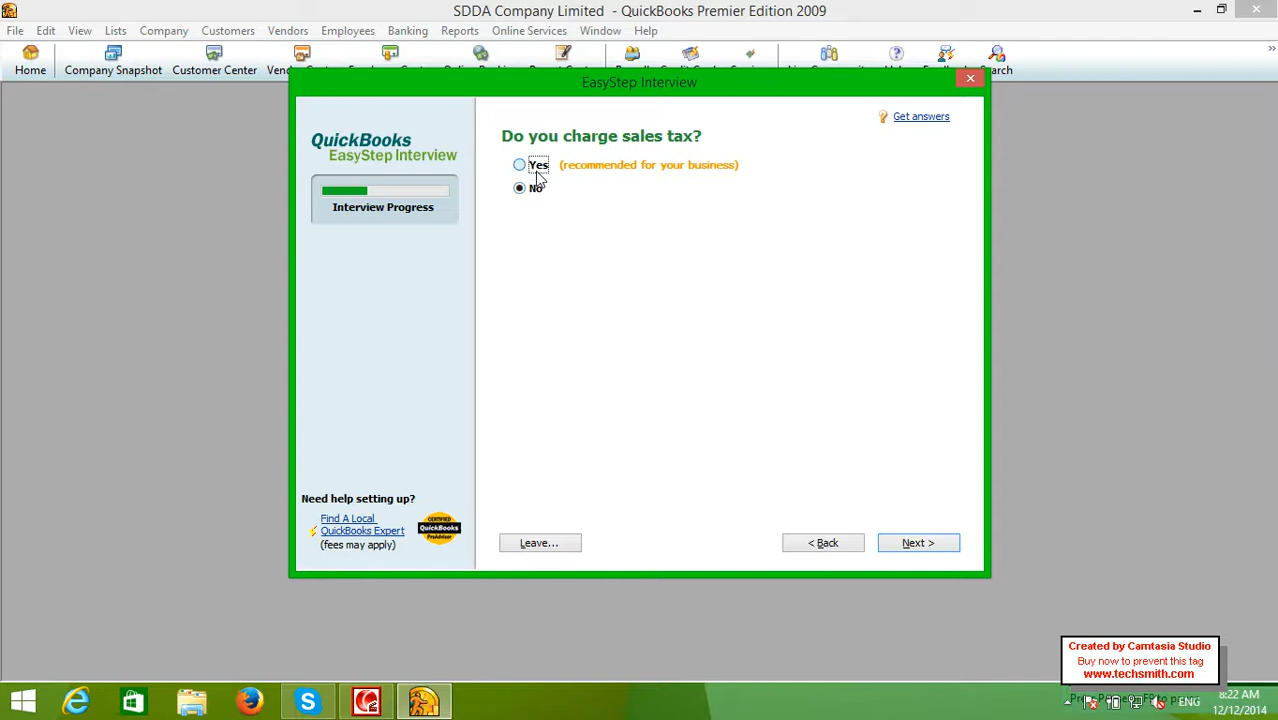 SDDA Company Limited - QuickBooks Premier Edition 2009
File Edit View Lists Company Customers Vendors Employees Banking Reports Online Services Window Help
Home Company Snapshot Customer Center
Search
EasyStep Interview
QuickBooks
EasyStep Interview
Interview Progress
Get answers
Do you charge sales tax?
Yes (recommended for your business)
No
Need help setting up?
Find A Local
QuickBooks Expert
(fees may apply)
CERTIFIED
QuickBooks
ProAdvisor
Leave...
< Back
Next >
Created by Camtasia Studio
Buy now to prevent this tag
www.techsmith.com
ENG
8:22 AM
12/12/2014